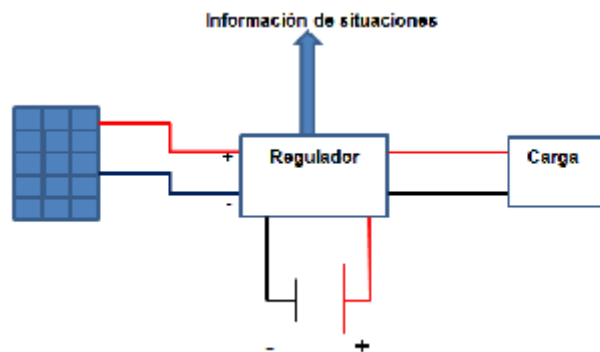 Información de situaciones
+ Regulador Carga
-
- +